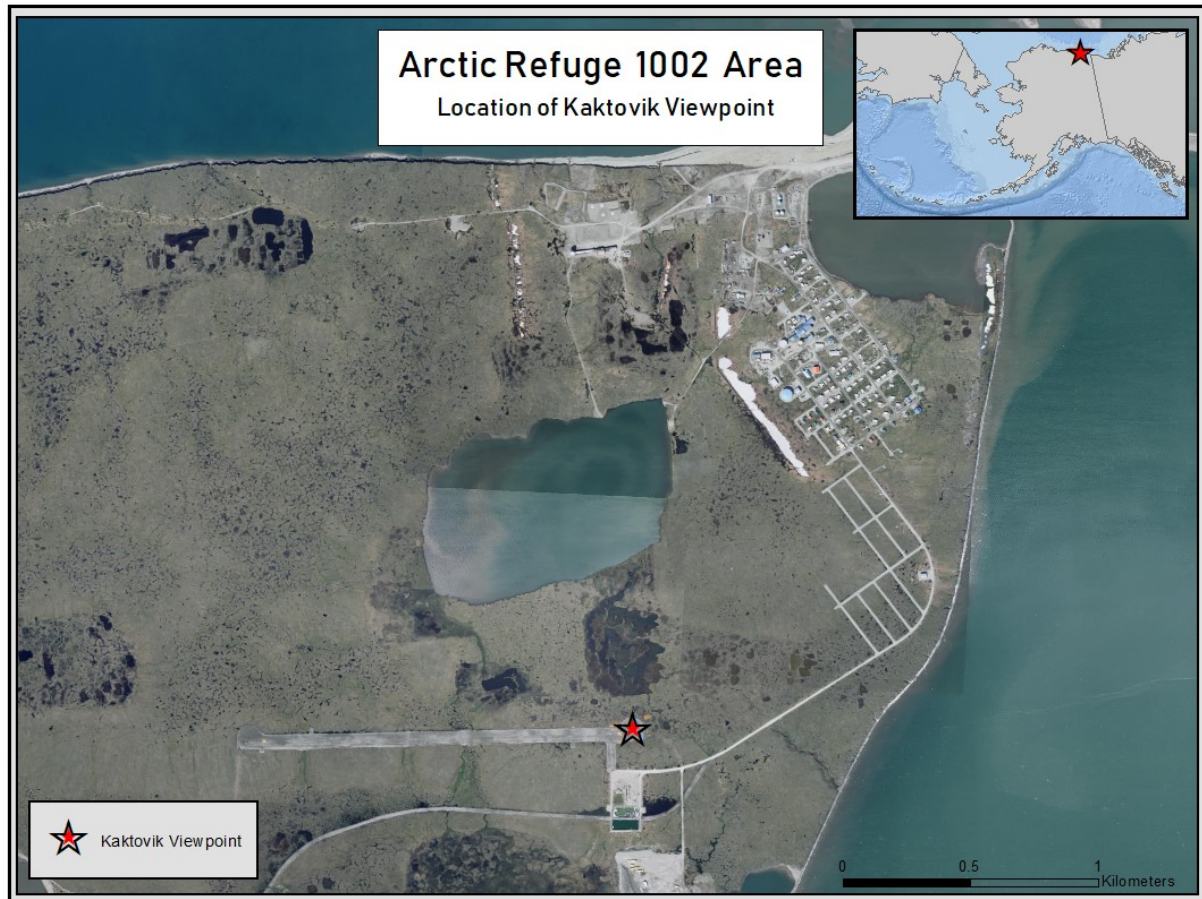 Arctic Refuge 1002 Area
Location of Kaktovik Viewpoint
Kaktovik Viewpoint
0 0.5 1
Kilometers